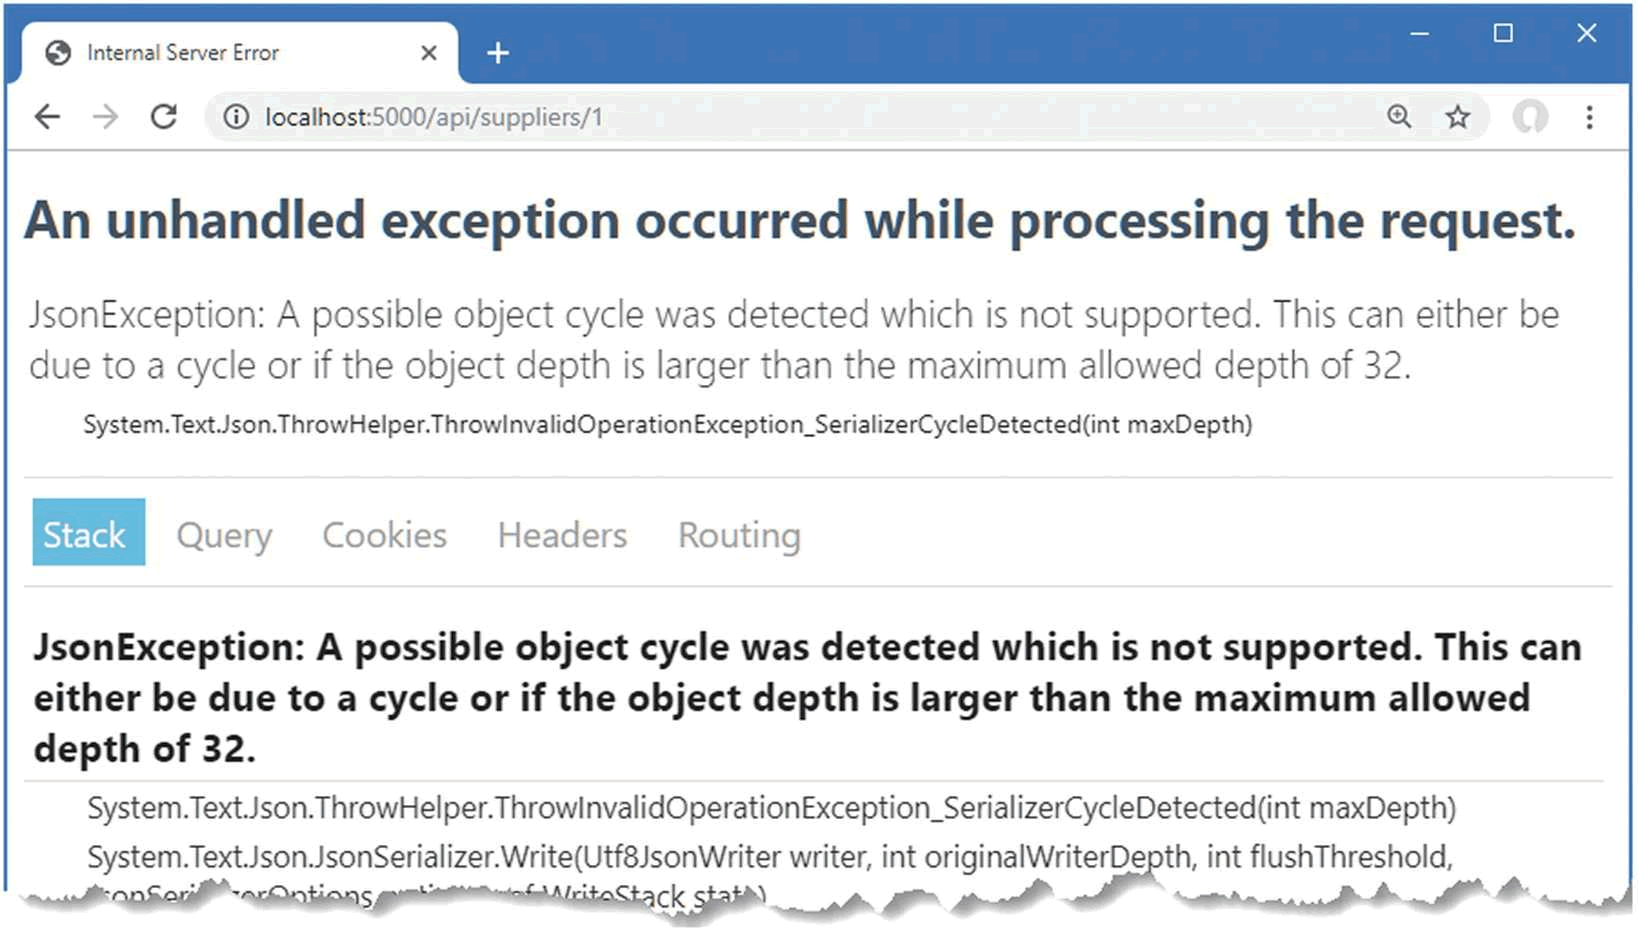 Internal Server Error
localhost:5000/api/suppliers/1
An unhandled exception occurred while processing the request.
JsonException: A possible object cycle was detected which is not supported. This can either be
due to a cycle or if the object depth is larger than the maximum allowed depth of 32.
System.Text.Json.ThrowHelper.ThrowInvalidOperationException_SerializerCycleDetected(int maxDepth)
Stack Query Cookies Headers Routing
JsonException: A possible object cycle was detected which is not supported. This can
either be due to a cycle or if the object depth is larger than the maximum allowed
depth of 32.
System.Text.Json.ThrowHelper.ThrowInvalidOperationException_SerializerCycleDetected(int maxDepth)
System.Text.Json.JsonSerializer.Write(Utf8JsonWriter writer, int originalWriterDepth, int flushThreshold,
WriteStack